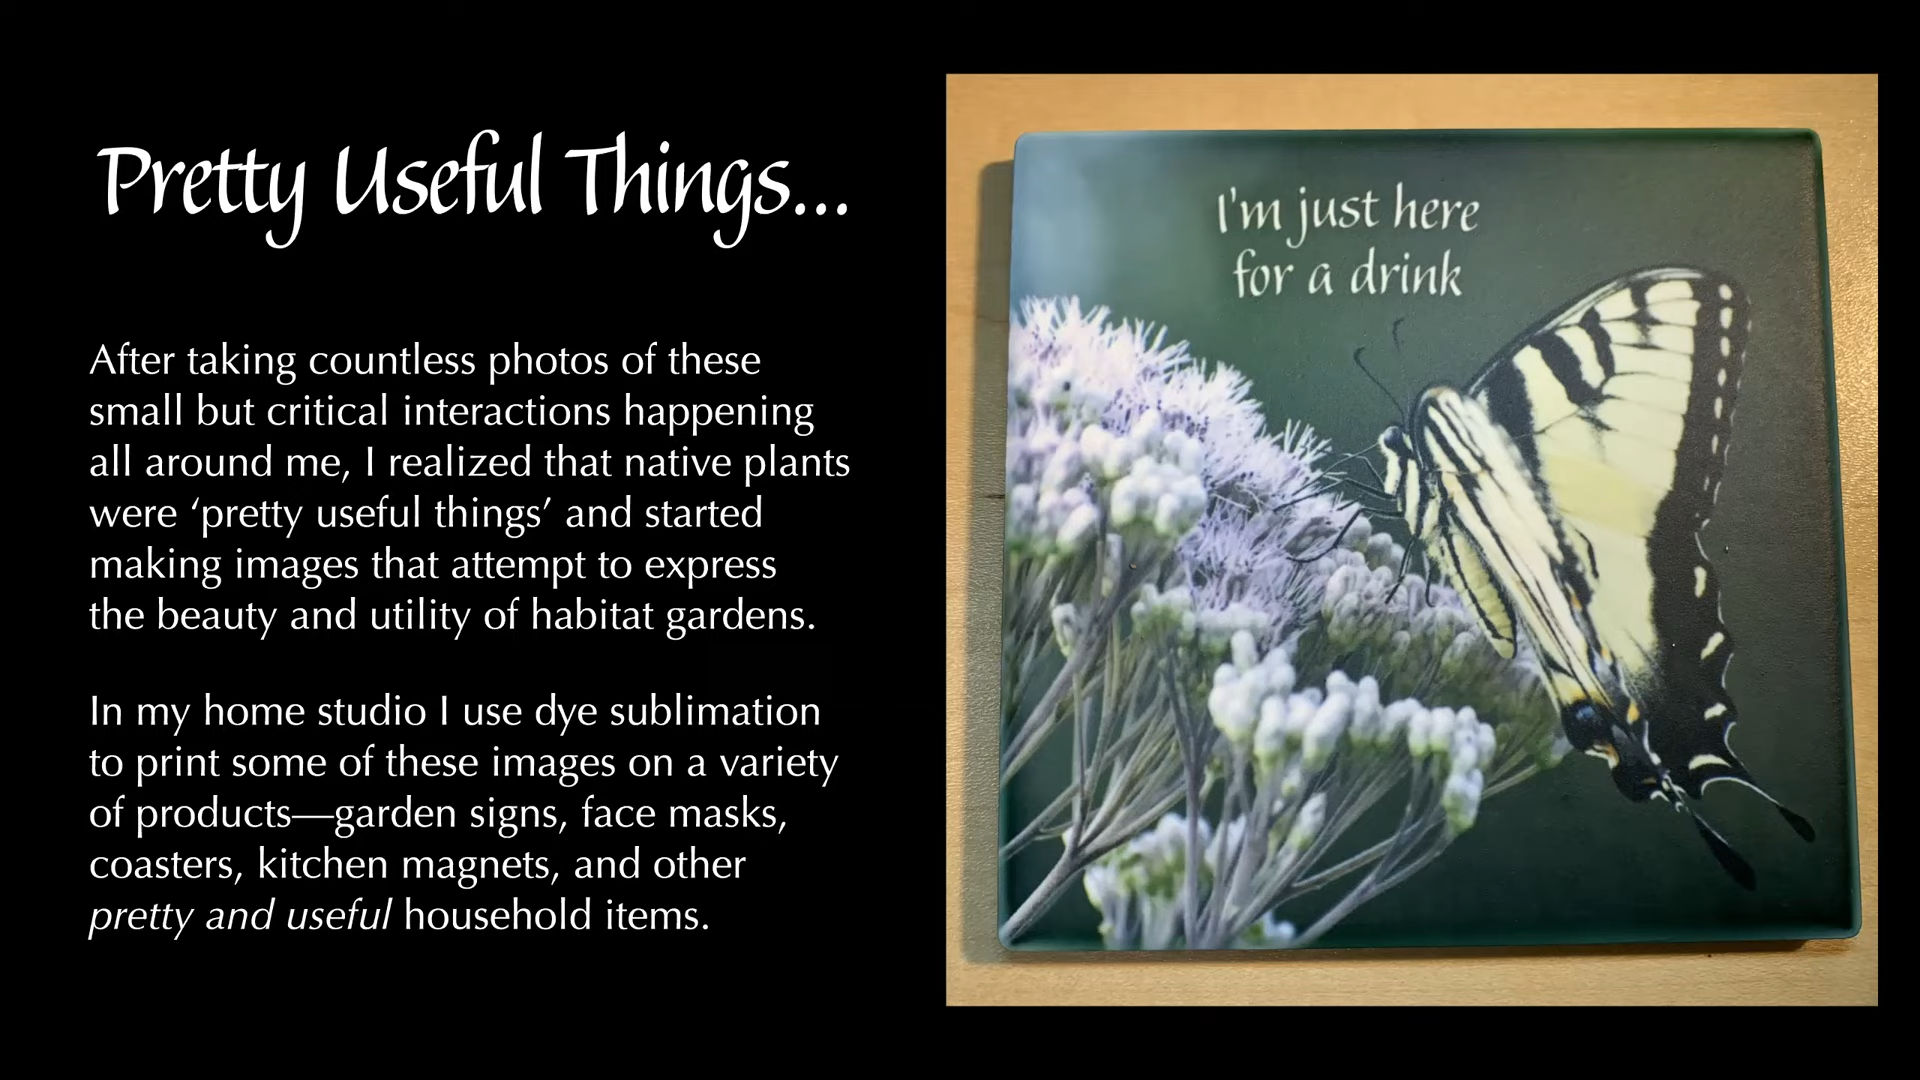 Pretty Useful Things...
After taking countless photos of these
small but critical interactions happening
all around me, I realized that native plants
were ‘pretty useful things’ and started
making images that attempt to express
the beauty and utility of habitat gardens.
In my home studio I use dye sublimation
to print some of these images on a variety
of products—garden signs, face masks,
coasters, kitchen magnets, and other
pretty and useful household items.
I'm just here
for a drink